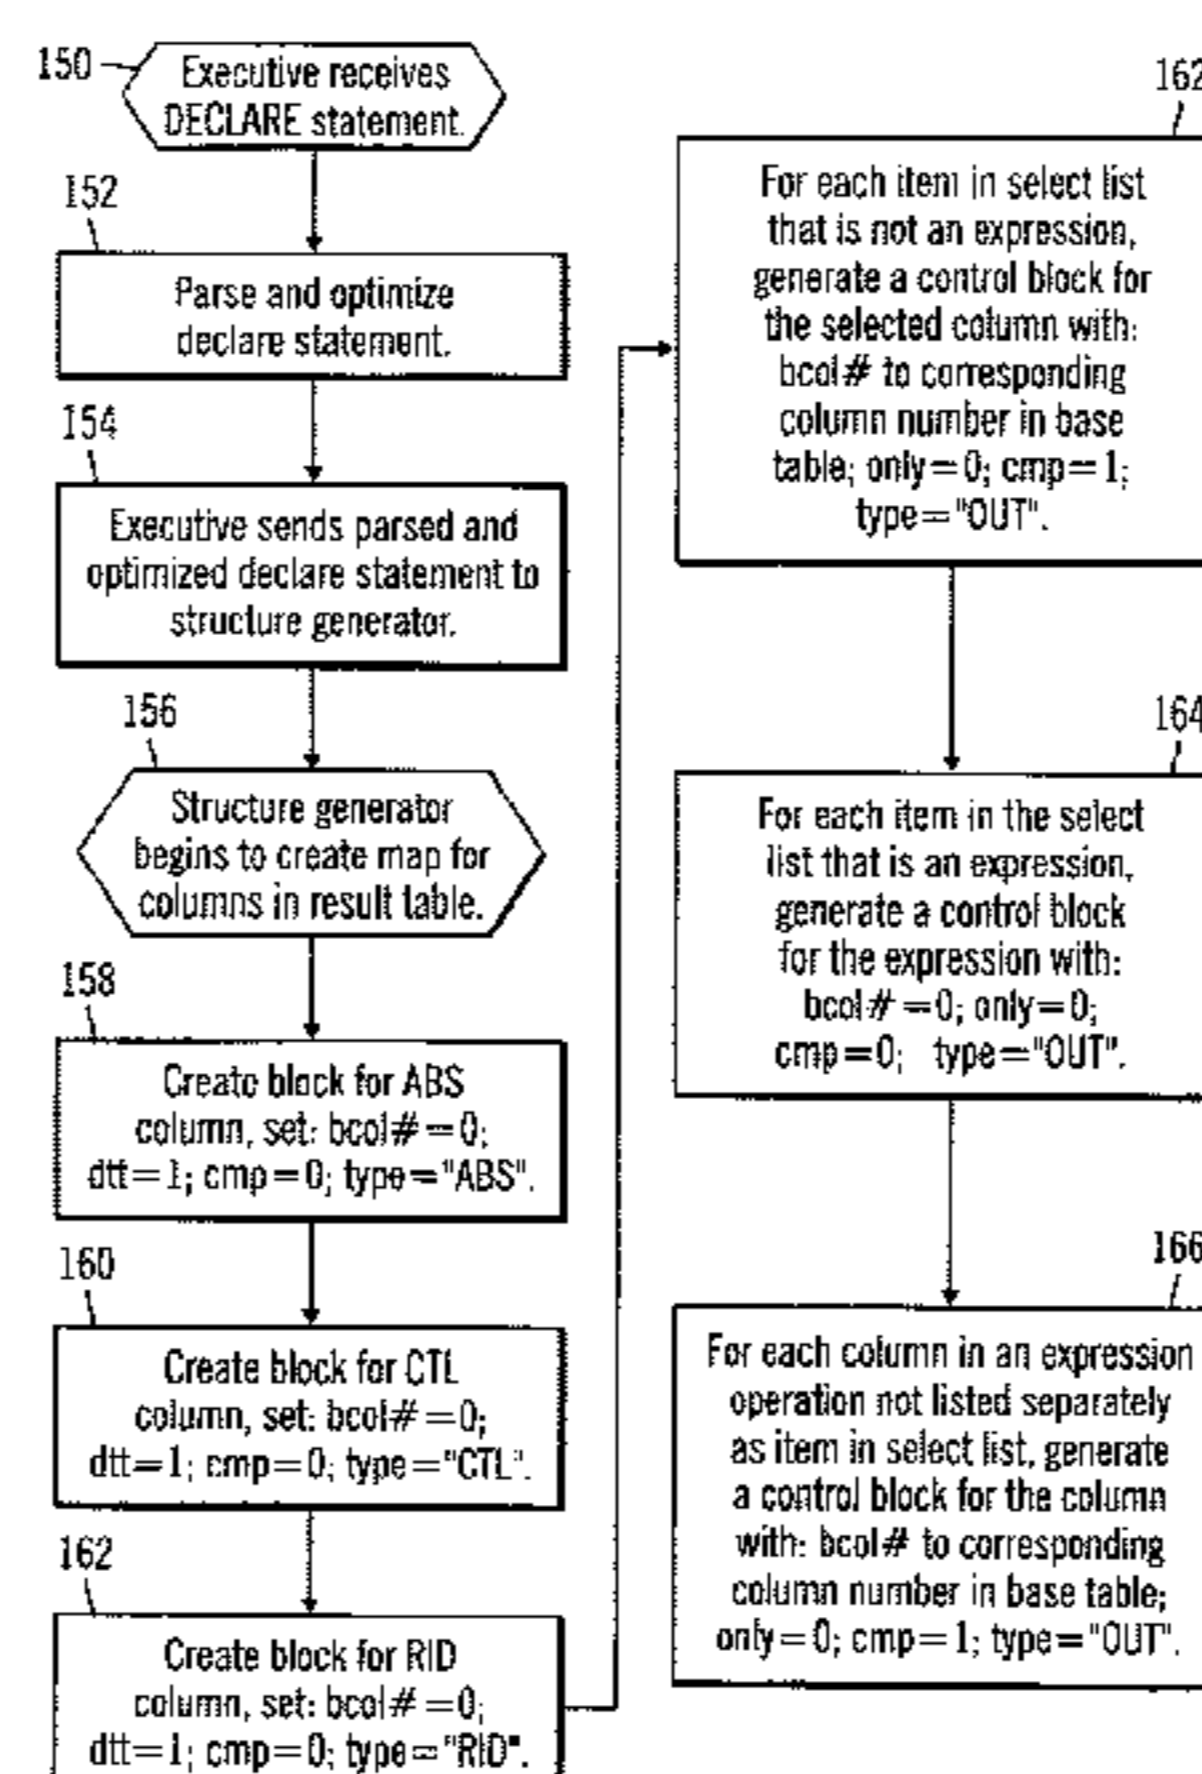 150
Executive receives
DECLARE statement.
152
Parse and optimize
declare statement.
154
Executive sends parsed and
optimized declare statement to
structure generator.
156
Structure generator
begins to create map for
columns in result table.
158
Create block for ABS
column, set: bcol#=0;
dtt=1; cmp=0; type="ABS".
160
Create block for CTL
column, set: bcol#=0;
dtt=1; cmp=0; type="CTL".
162
Create block for RID
column, set: bcol#=0;
dtt=1; cmp=0; type="RID".
162
For each item in select list
that is not an expression,
generate a control block for
the selected column with:
bcol# to corresponding
column number in base
table; only=0; cmp=1;
type="OUT".
164
For each item in the select
list that is an expression,
generate a control block
for the expression with:
bcol#=0; only=0;
cmp=0; type="OUT".
166
For each column in an expression
operation not listed separately
as item in select list, generate
a control block for the column
with: bcol# to corresponding
column number in base table;
only=0; cmp=1; type="OUT".